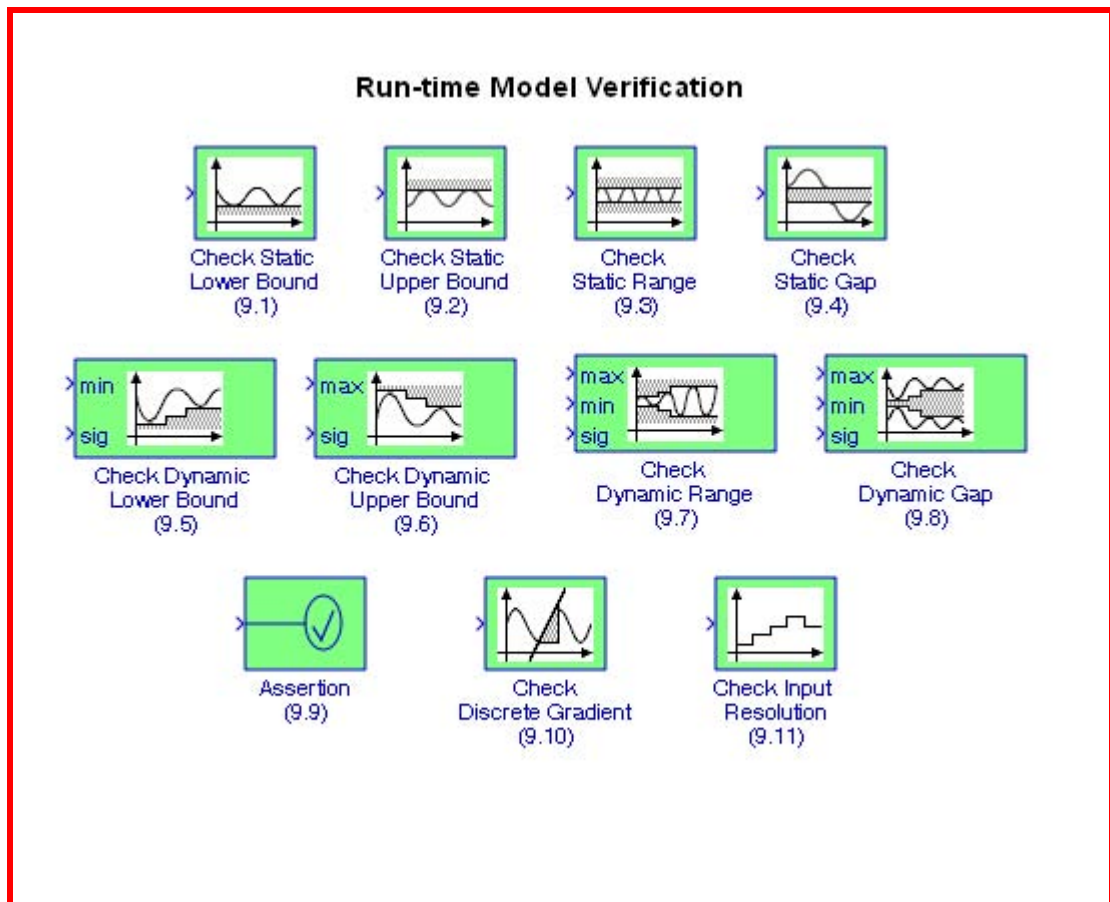 Run-time Model Verification
Check Static
Lower Bound
(9.1)
Check Static
Upper Bound
(9.2)
Check
Static Range
(9.3)
Check
Static Gap
(9.4)
min
sig
Check Dynamic
Lower Bound
(9.5)
max
sig
Check Dynamic
Upper Bound
(9.6)
max
min
sig
Check
Dynamic Range
(9.7)
max
min
sig
Check
Dynamic Gap
(9.8)
Assertion
(9.9)
Check
Discrete Gradient
(9.10)
Check Input
Resolution
(9.11)